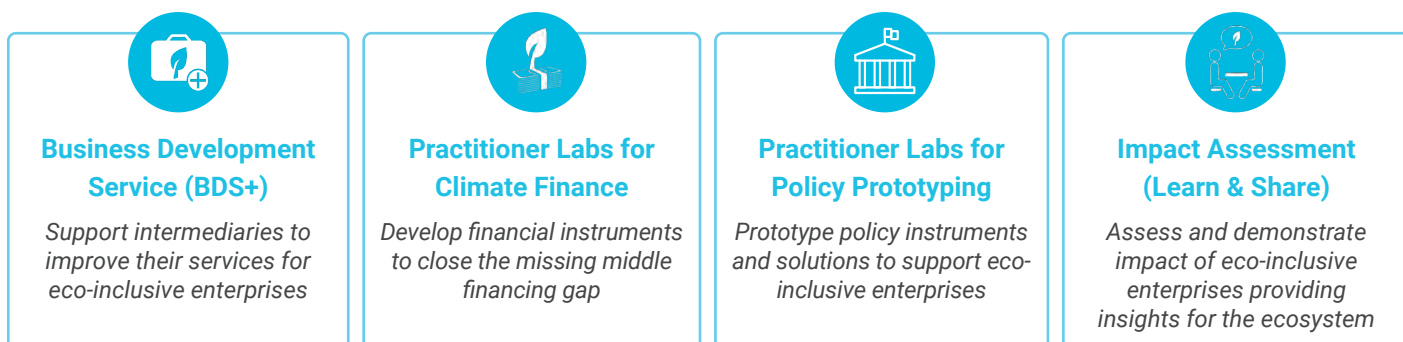 Business Development
Service (BDS+)
Support intermediaries to
improve their services for
eco-inclusive enterprises
Practitioner Labs for
Climate Finance
Develop financial instruments
to close the missing middle
financing gap
Practitioner Labs for
Policy Prototyping
Prototype policy instruments
and solutions to support eco-
inclusive enterprises
Impact Assessment
(Learn & Share)
Assess and demonstrate
impact of eco-inclusive
enterprises providing
insights for the ecosystem